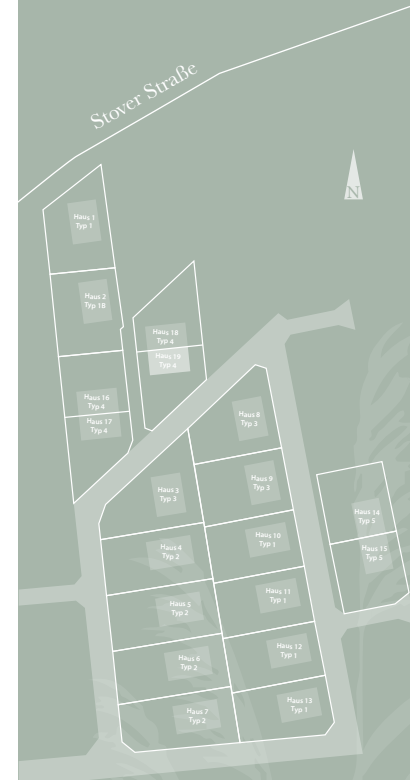 Stover Straße
N
Haus 1
Typ 1
Haus 2
Typ 1B
Haus 18
Typ 4
Haus 19
Typ 4
Haus 16
Typ 4
Haus 17
Typ 4
Haus 8
Typ 3
Haus 3
Typ 3
Haus 9
Typ 3
Haus 14
Typ 5
Haus 10
Typ 1
Haus 4
Typ 2
Haus 15
Typ 5
Haus 11
Typ 1
Haus 5
Typ 2
Haus 12
Typ 1
Haus 6
Typ 2
Haus 13
Typ 1
Haus 7
Typ 2